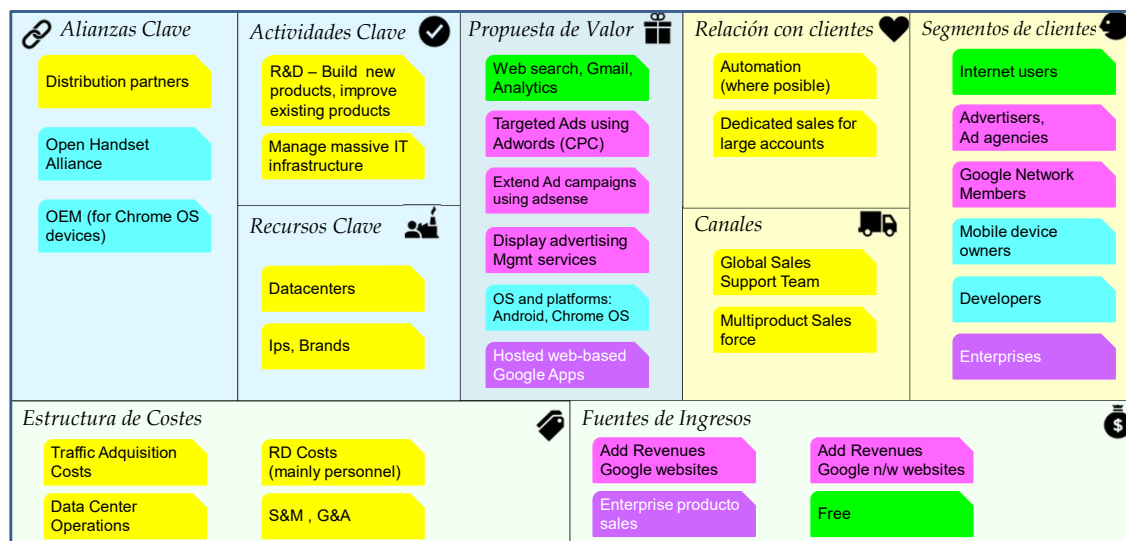 Alianzas Clave
Distribution partners
Open Handset
Alliance
OEM (for Chrome OS
devices)
Actividades Clave
R&D – Build new
products, improve
existing products
Manage massive IT
infrastructure
Recursos Clave
Datacenters
Ips, Brands
Propuesta de Valor
Web search, Gmail,
Analytics
Targeted Ads using
Adwords (CPC)
Extend Ad campaigns
using adsense
Display advertising
Mgmt services
OS and platforms:
Android, Chrome OS
Hosted web-based
Google Apps
Relación con clientes
Automation
(where posible)
Dedicated sales for
large accounts
Canales
Global Sales
Support Team
Multiproduct Sales
force
Segmentos de clientes
Internet users
Advertisers,
Ad agencies
Google Network
Members
Mobile device
owners
Developers
Enterprises
Estructura de Costes
Traffic Adquisition
Costs
RD Costs
(mainly personnel)
Data Center
Operations
S&M , G&A
Fuentes de Ingresos
Add Revenues
Google websites
Add Revenues
Google n/w websites
Enterprise producto
sales
Free
$